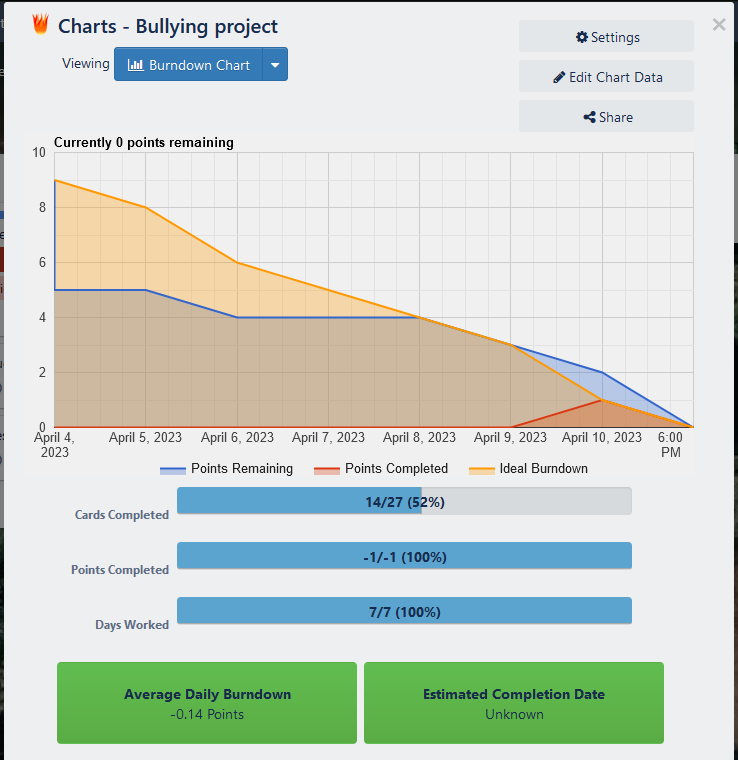 Charts - Bullying project
Settings
Viewing
Burndown Chart
Edit Chart Data
Share
Currently 0 points remaining
10
8
6
4
2
0
April 4, 2023
April 5, 2023
April 6, 2023
April 7, 2023
April 8, 2023
April 9, 2023
April 10, 2023
6:00 PM
Points Remaining
Points Completed
Ideal Burndown
Cards Completed
14/27 (52%)
Points Completed
-1/-1 (100%)
Days Worked
7/7 (100%)
Average Daily Burndown
-0.14 Points
Estimated Completion Date
Unknown